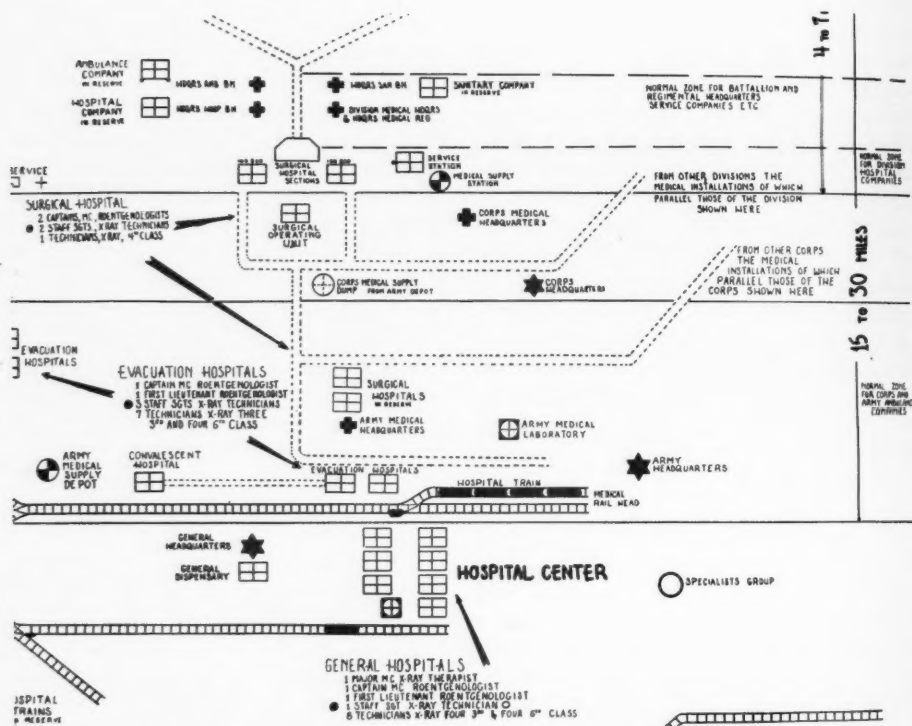 AMBULANCE
COMPANY
IN RESERVE
HDQRS AMB BN
HDQRS SAN BN
SANITARY COMPANY
IN RESERVE
14 TO
HOSPITAL
COMPANY
IN RESERVE
HDQRS HOSP BN
DIVISION MEDICAL HDQRS
& HDQRS MEDICAL REG
NORMAL ZONE FOR BATTALION AND
REGIMENTAL HEADQUARTERS
SERVICE COMPANIES ETC
SERVICE
SURGICAL
HOSPITAL
SECTIONS
SERVICE
STATION
MEDICAL SUPPLY
STATION
NORMAL ZONE
FOR DIVISION
HOSPITAL
COMPANIES
FROM OTHER DIVISIONS THE
MEDICAL INSTALLATIONS OF WHICH
PARALLEL THOSE OF THE DIVISION
SHOWN HERE
SURGICAL HOSPITAL
2 CAPTAINS, MC, ROENTGENOLOGISTS
2 STAFF SGTS, X-RAY TECHNICIANS
1 TECHNICIANS, XRAY, 4TH CLASS
SURGICAL
OPERATING
UNIT
CORPS MEDICAL
HEADQUARTERS
FROM OTHER CORPS
THE MEDICAL
INSTALLATIONS OF WHICH
PARALLEL THOSE OF THE
CORPS SHOWN HERE
CORPS MEDICAL SUPPLY
DUMP FROM ARMY DEPOT
CORPS
HEADQUARTERS
15 TO 30 MILES
EVACUATION
HOSPITALS
EVACUATION HOSPITALS
1 CAPTAIN MC ROENTGENOLOGIST
1 FIRST LIEUTENANT ROENTGENOLOGIST
3 STAFF SGTS X-RAY TECHNICIANS
7 TECHNICIANS X-RAY THREE
3RD AND FOUR 6TH CLASS
SURGICAL
HOSPITALS
IN RESERVE
ARMY MEDICAL
HEADQUARTERS
ARMY MEDICAL
LABORATORY
NORMAL ZONE
FOR CORPS AND
ARMY AMBULANCE
COMPANIES
ARMY
MEDICAL
SUPPLY
DEPOT
CONVALESCENT
HOSPITAL
EVACUATION HOSPITALS
ARMY
HEADQUARTERS
HOSPITAL TRAIN
MEDICAL
RAIL HEAD
GENERAL
HEADQUARTERS
GENERAL
DISPENSARY
HOSPITAL CENTER
SPECIALISTS GROUP
GENERAL HOSPITALS
1 MAJOR MC X-RAY THERAPIST
1 CAPTAIN MC ROENTGENOLOGIST
1 FIRST LIEUTENANT ROENTGENOLOGIST
1 STAFF SGT X-RAY TECHNICIAN
8 TECHNICIANS X-RAY FOUR 3RD & FOUR 6TH CLASS
OSPITAL
TRAINS
RESERVE